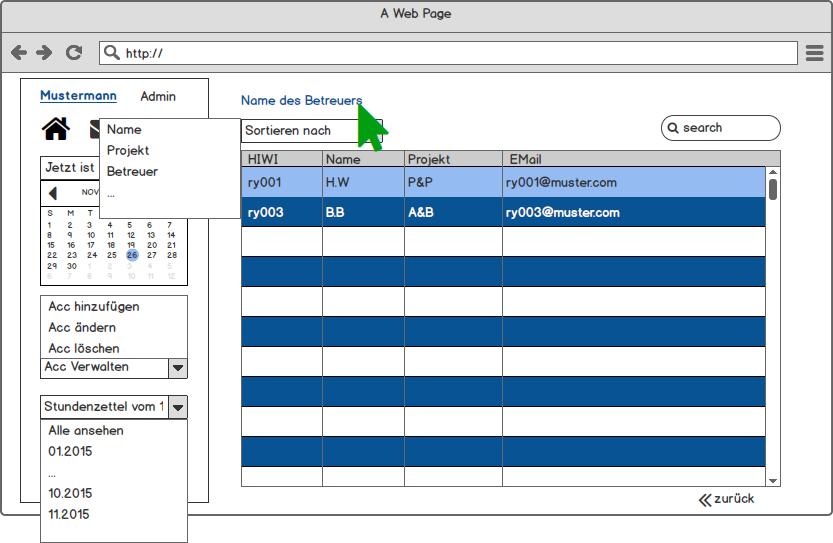 A Web Page
http://
Mustermann Admin
Name
Projekt
Betreuer
...
Jetzt ist
NOV
S M T
1 2 3 4 5 6 7
8 9 10 11 12 13 14
15 16 17 18 19 20 21
22 23 24 25 26 27 28
29 30 1 2 3 4 5
6 7 8 9 10 11 12
Acc hinzufügen
Acc ändern
Acc löschen
Acc Verwalten
Stundenzettel vom 1
Alle ansehen
01.2015
...
10.2015
11.2015
Name des Betreuers
Sortieren nach
search
HIWI Name Projekt EMail
ry001 H.W P&P ry001@muster.com
ry003 B.B A&B ry003@muster.com
zurück